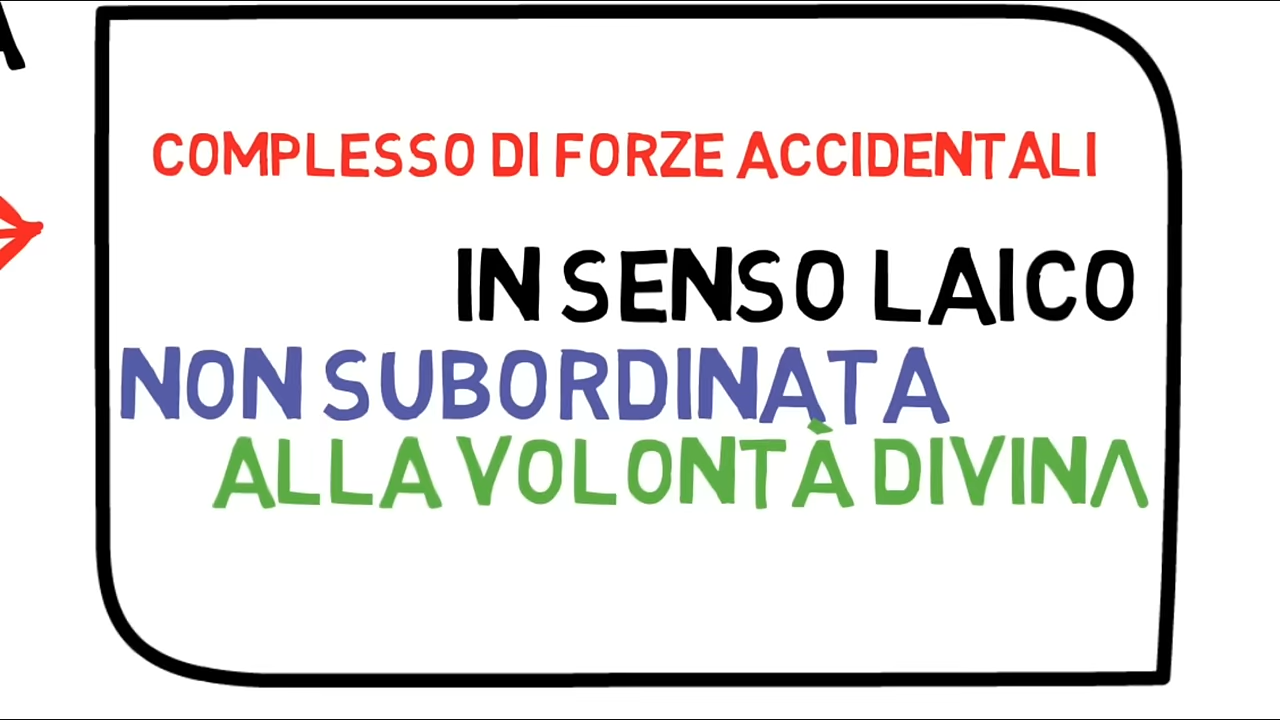 A
COMPLESSO DI FORZE ACCIDENTALI
IN SENSO LAICO
NON SUBORDINATA
ALLA VOLONTÀ DIVINA